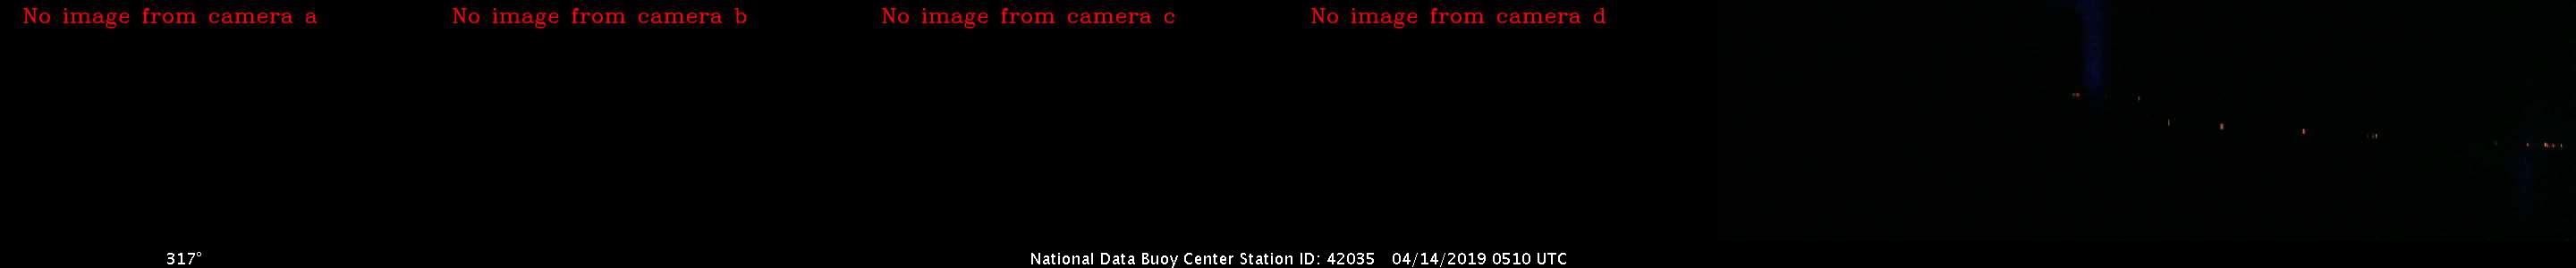 No image from camera a
No image from camera b
No image from camera c
No image from camera d
317°
National Data Buoy Center Station ID: 42035 04/14/2019 0510 UTC